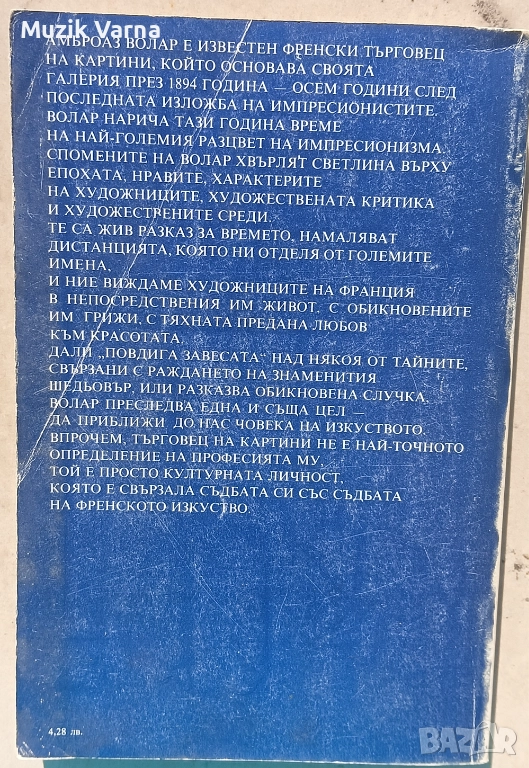 Muzik Varna
АМБРОАЗ ВОЛАР Е ИЗВЕСТЕН ФРЕНСКИ ТЪРГОВЕЦ
НА КАРТИНИ, КОЙТО ОСНОВАВА СВОЯТА
ГАЛЕРИЯ ПРЕЗ 1894 ГОДИНА — ОСЕМ ГОДИНИ СЛЕД
ПОСЛЕДНАТА ИЗЛОЖБА НА ИМПРЕСИОНИСТИТЕ.
ВОЛАР НАРИЧА ТАЗИ ГОДИНА ВРЕМЕ
НА НАЙ-ГОЛЕМИЯ РАЗЦВЕТ НА ИМПРЕСИОНИЗМА.
СПОМЕНИТЕ НА ВОЛАР ХВЪРЛЯТ СВЕТЛИНА ВЪРХУ
ЕПОХАТА, НРАВИТЕ, ХАРАКТЕРИТЕ
НА ХУДОЖНИЦИТЕ, ХУДОЖЕСТВЕНАТА КРИТИКА
И ХУДОЖЕСТВЕНИТЕ СРЕДИ.
ТЕ СА ЖИВ РАЗКАЗ ЗА ВРЕМЕТО, НАМАЛЯВАТ
ДИСТАНЦИЯТА, КОЯТО НИ ОТДЕЛЯ ОТ ГОЛЕМИТЕ
ИМЕНА,
И НИЕ ВИЖДАМЕ ХУДОЖНИЦИТЕ НА ФРАНЦИЯ
В НЕПОСРЕДСТВЕНИЯ ИМ ЖИВОТ, С ОБИКНОВЕНИТЕ
ИМ ГРИЖИ, С ТЯХНАТА ПРЕДАНА ЛЮБОВ
КЪМ КРАСОТАТА.
ДАЛИ „ПОВДИГА ЗАВЕСАТА“ НАД НЯКОЯ ОТ ТАЙНИТЕ,
СВЪРЗАНИ С РАЖДАНЕТО НА ЗНАМЕНИТИЯ
ШЕДЬОВЪР, ИЛИ РАЗКАЗВА ОБИКНОВЕНА СЛУЧКА,
ВОЛАР ПРЕСЛЕДВА ЕДНА И СЪЩА ЦЕЛ —
ДА ПРИБЛИЖИ ДО НАС ЧОВЕКА НА ИЗКУСТВОТО.
ВПРОЧЕМ, ТЪРГОВЕЦ НА КАРТИНИ НЕ Е НАЙ-ТОЧНОТО
ОПРЕДЕЛЕНИЕ НА ПРОФЕСИЯТА МУ,
ТОЙ Е ПРОСТО КУЛТУРНАТА ЛИЧНОСТ,
КОЯТО Е СВЪРЗАЛА СЪДБАТА СИ СЪС СЪДБАТА
НА ФРЕНСКОТО ИЗКУСТВО.
4,28 лв.
BAZAR